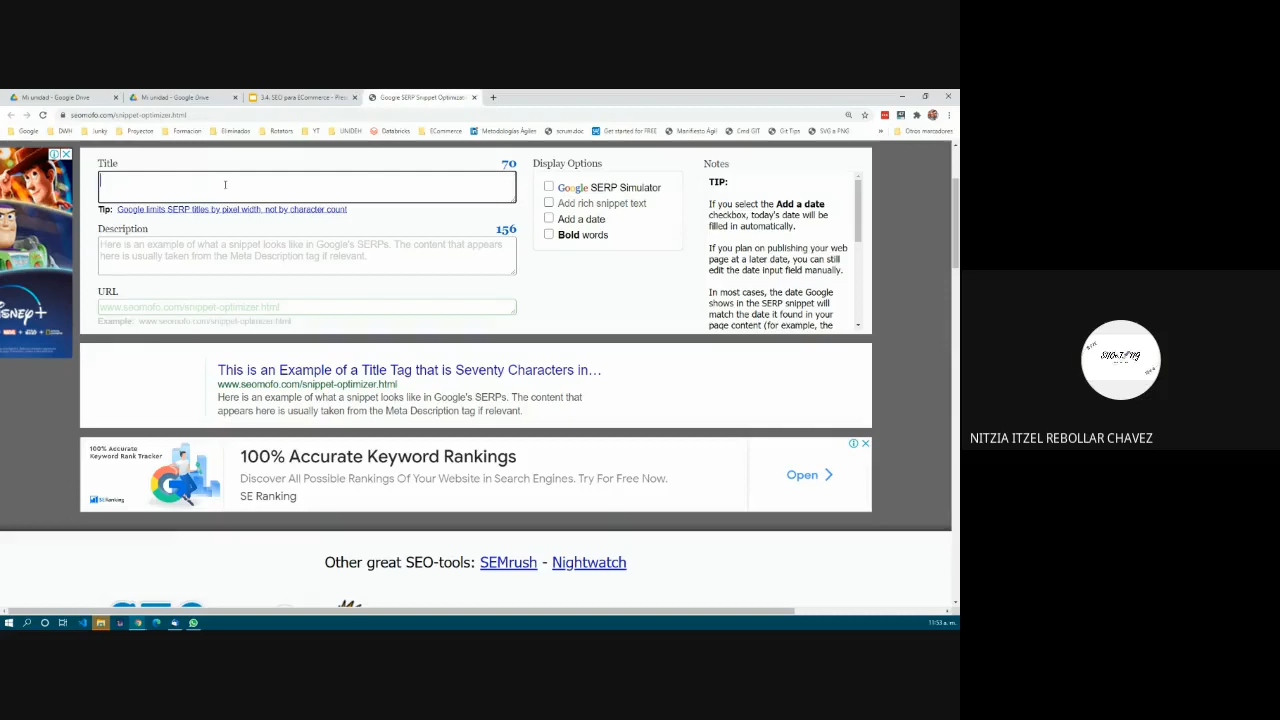 Mi unidad - Google Drive
Mi unidad - Google Drive
3.4. SEO para ECommerce - Pres
Google SERP Snippet Optimizat
seomofo.com/snippet-optimizer.html
Google
DWH
Junky
Proyector
Formacion
Eliminados
Rotators
YT
UNIDEH
Databricks
ECommerce
Metodologías Ágiles
scrum.doc
Get started for FREE
Manifiesto Ágil
Cmd GIT
Git Tips
SVG a PNG
Otros marcadores
Title
70
Tip: Google limits SERP titles by pixel width, not by character count
Description
156
Here is an example of what a snippet looks like in Google's SERPs. The content that appears
here is usually taken from the Meta Description tag if relevant.
URL
www.seomofo.com/snippet-optimizer.html
Example: www.seomofo.com/snippet-optimizer.html
Display Options
Google SERP Simulator
Add rich snippet text
Add a date
Bold words
Notes
TIP:
If you select the Add a date
checkbox, today's date will be
filled in automatically.
If you plan on publishing your web
page at a later date, you can still
edit the date input field manually.
In most cases, the date Google
shows in the SERP snippet will
match the date it found in your
page content (for example, the
This is an Example of a Title Tag that is Seventy Characters in...
www.seomofo.com/snippet-optimizer.html
Here is an example of what a snippet looks like in Google's SERPs. The content that
appears here is usually taken from the Meta Description tag if relevant.
100% Accurate
Keyword Rank Tracker
SE Ranking
100% Accurate Keyword Rankings
Discover All Possible Rankings Of Your Website in Search Engines. Try For Free Now.
SE Ranking
Open
Other great SEO-tools: SEMrush - Nightwatch
11:53 a. m.
NITZIA ITZEL REBOLLAR CHAVEZ